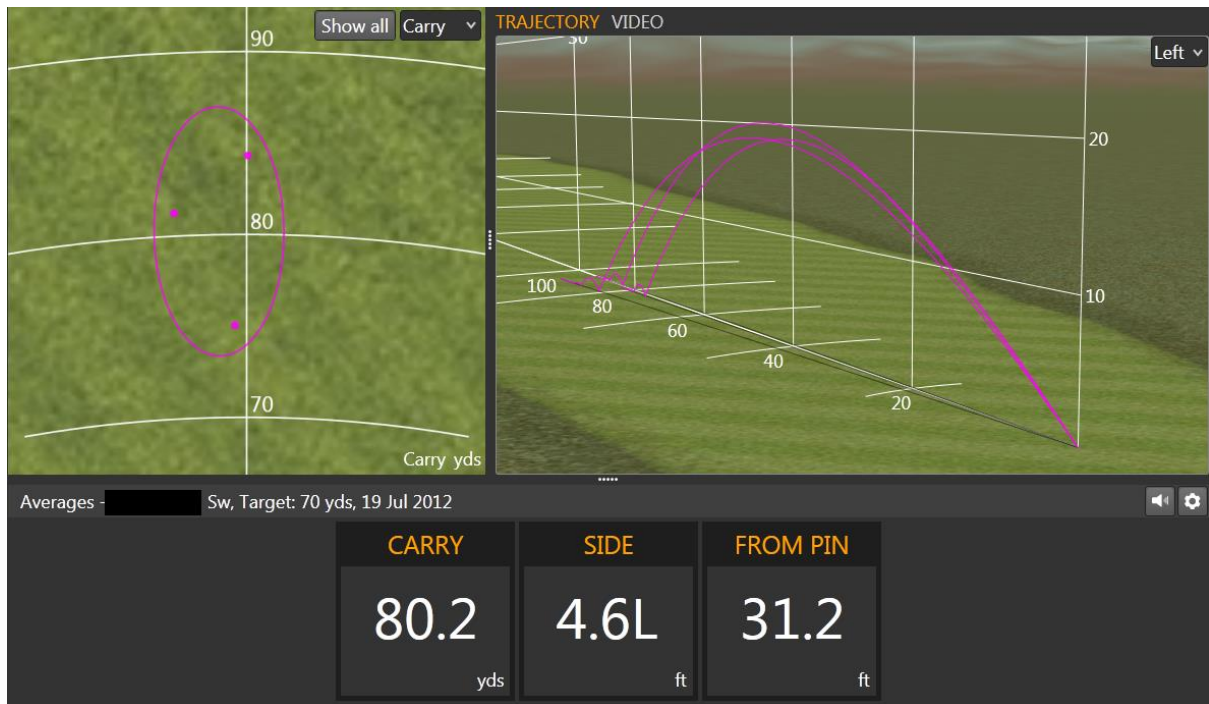 Show all Carry
90
80
70
Carry yds
TRAJECTORY VIDEO
Left
20
10
100
80
60
40
20
Averages - Sw, Target: 70 yds, 19 Jul 2012
CARRY SIDE FROM PIN
80.2 4.6L 31.2
yds ft ft